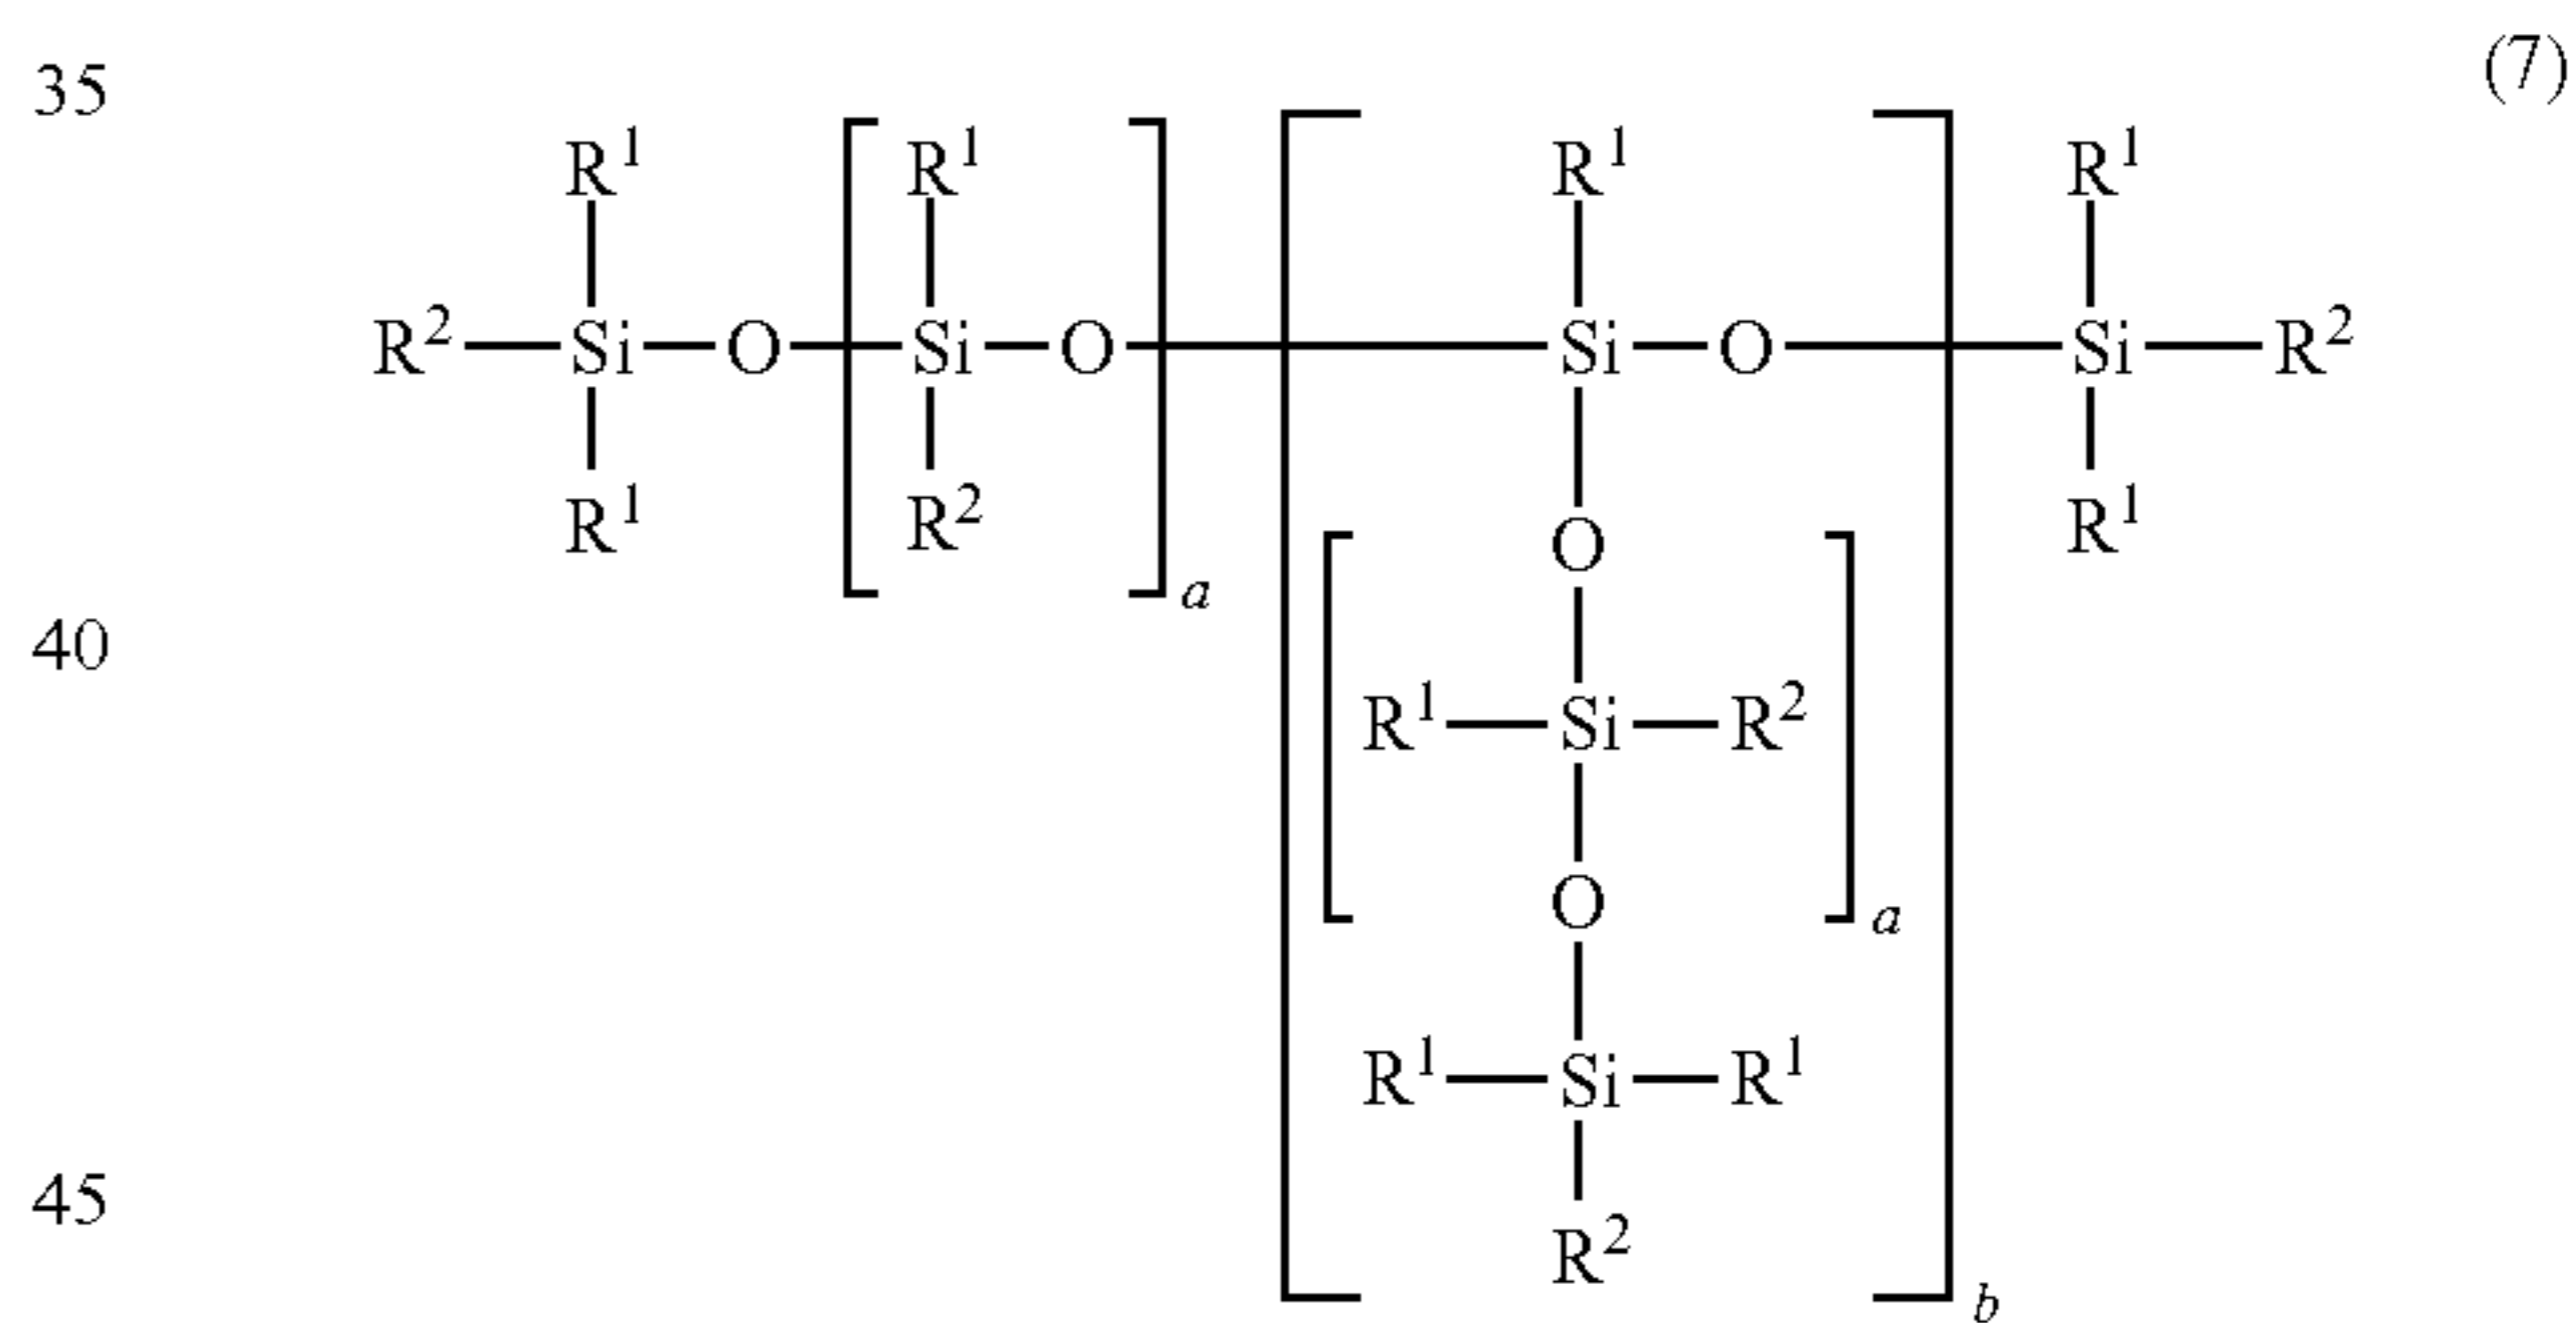 35 (7)
R¹ R¹ R¹ R¹
R²—Si—O—[Si—O]a—[Si—O]b—Si—R²
R¹ R² O R¹
40
R¹—Si—R²
O
a
R¹—Si—R¹
45
R²
b